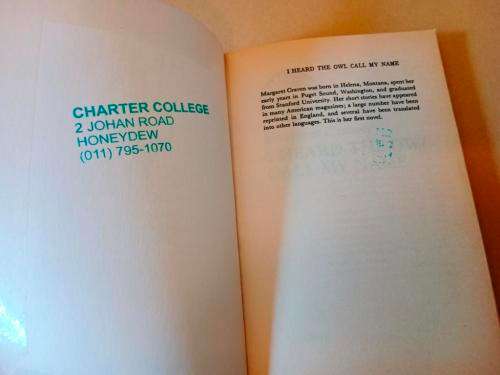 CHARTER COLLEGE
2 JOHAN ROAD
HONEYDEW
(011) 795-1070
I HEARD THE OWL CALL MY NAME
Margaret Craven was born in Helena, Montana, spent her
early years in Puget Sound, Washington, and graduated
from Stanford University. Her short stories have appeared
in many American magazines; a large number have been
reprinted in England, and several have been translated
into other languages. This is her first novel.